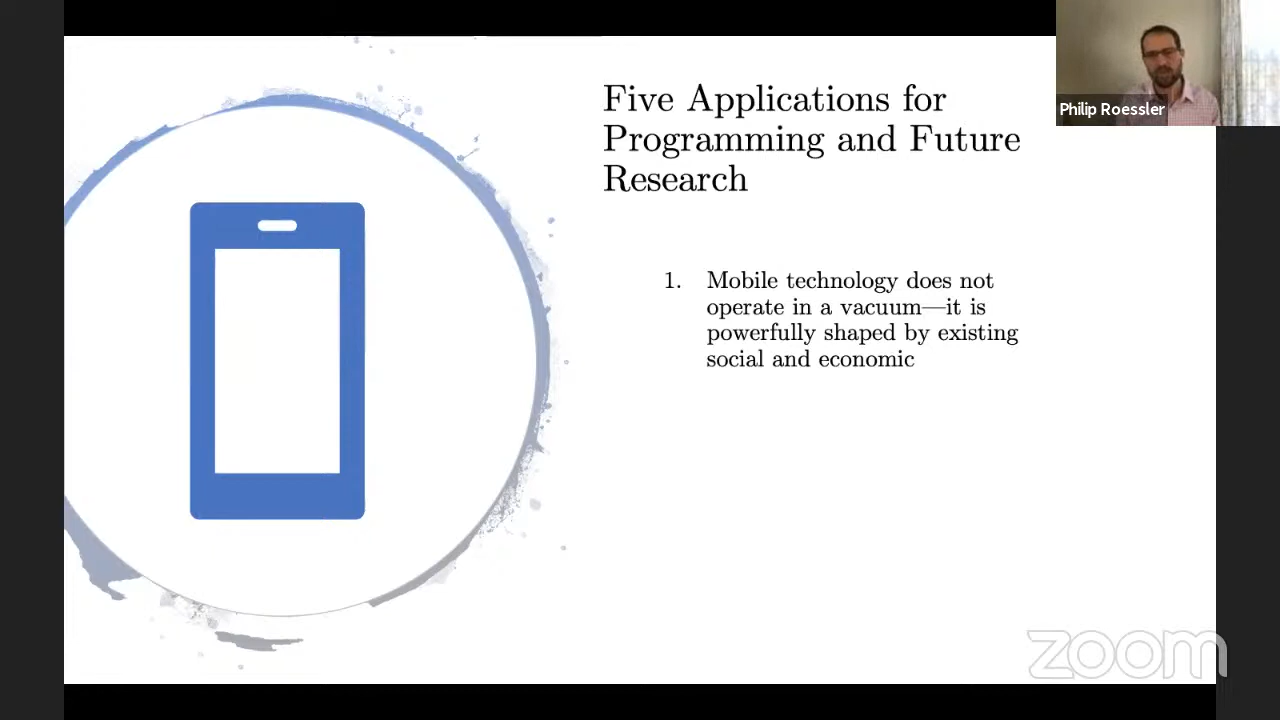 Five Applications for
Programming and Future
Research
Philip Roessler
1. Mobile technology does not
operate in a vacuum—it is
powerfully shaped by existing
social and economic
zoom